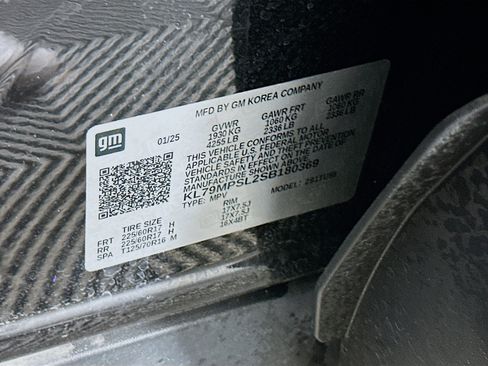 MFD BY GM KOREA COMPANY
gm
01/25
GVWR GAWR FRT GAWR RR
1930 KG 1060 KG 1060 KG
4255 LB 2336 LB 2336 LB
THIS VEHICLE CONFORMS TO ALL
APPLICABLE U.S. FEDERAL MOTOR
VEHICLE SAFETY AND THEFT PREVENTION
STANDARDS IN EFFECT ON THE DATE OF
MANUFACTURE SHOWN ABOVE.
KL79MPSL2SB180369
TYPE: MPV MODEL:
TIRE SIZE RIM
FRT 225/60R17 H 17X7.5J
RR 225/60R17 H 17X7.5J
SPA T125/70R16 M 16X4BT